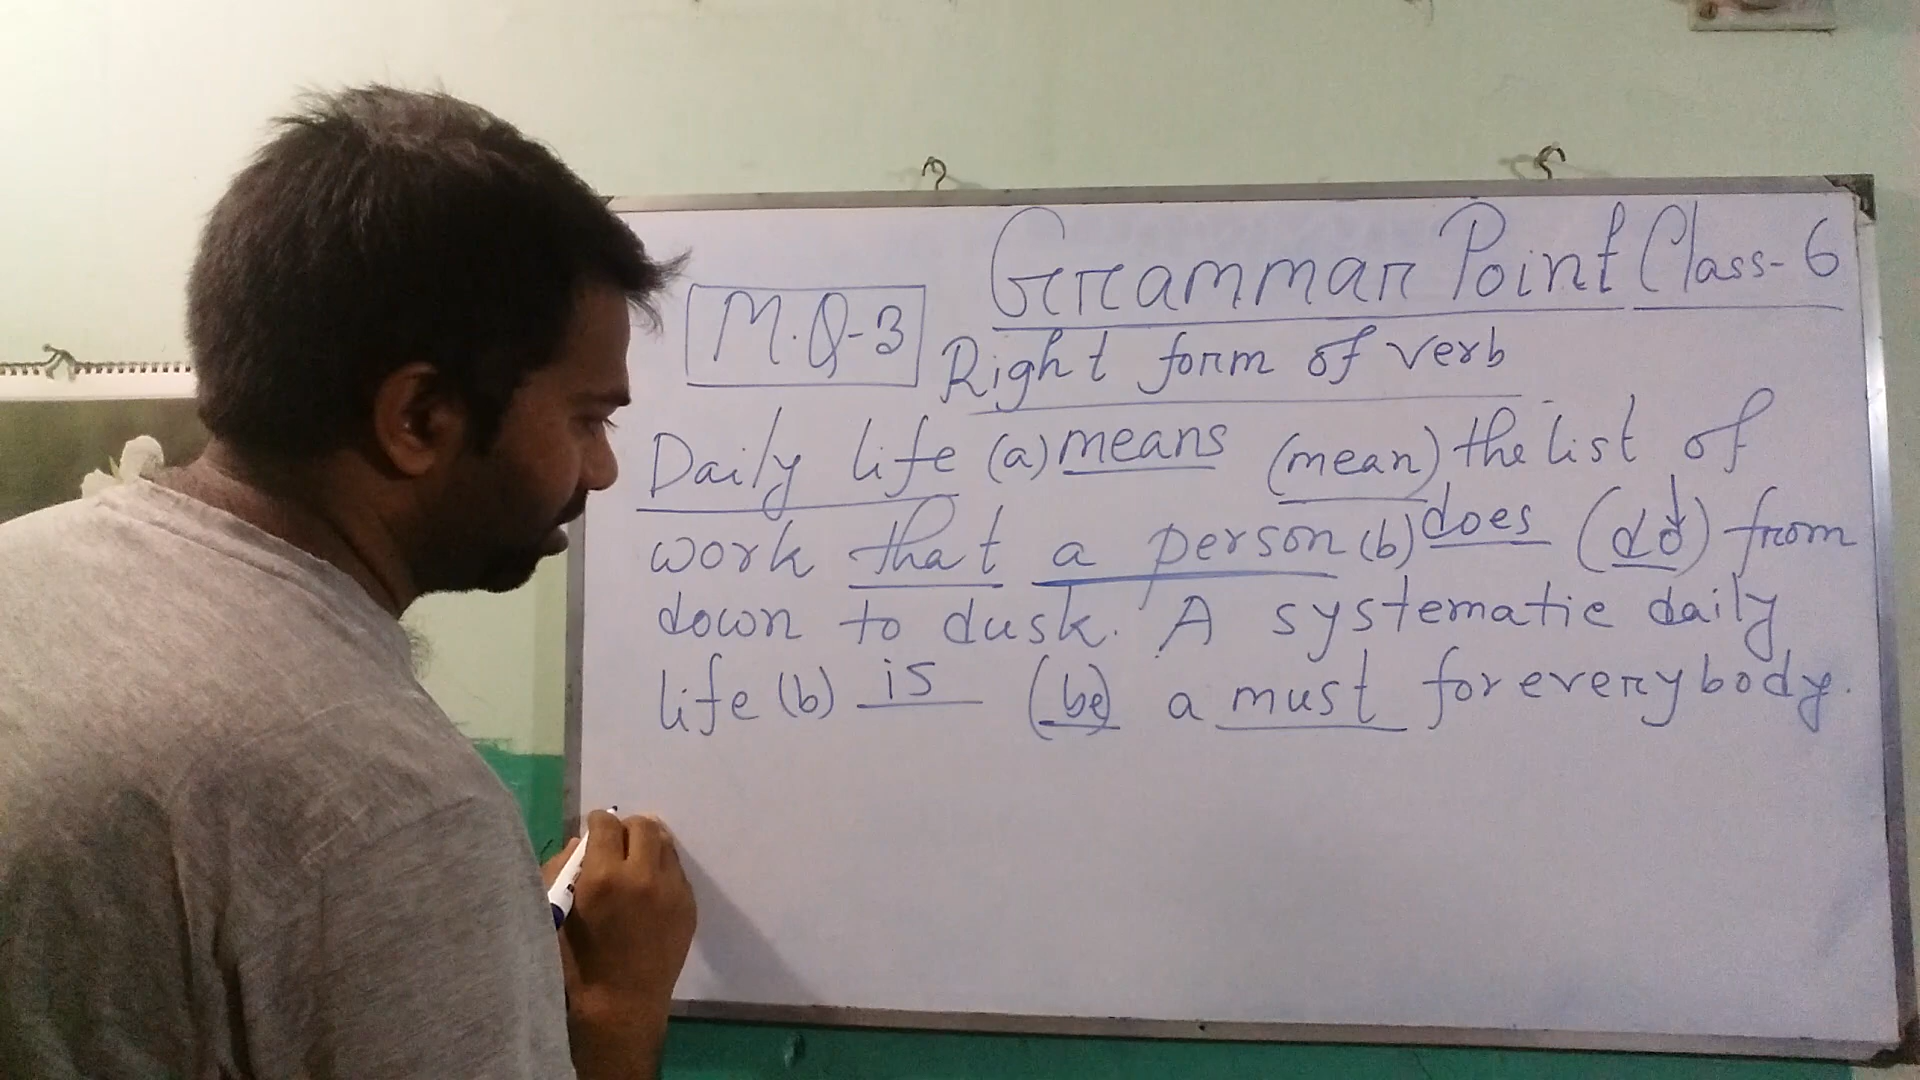 Grammar Point Class-6
M.Q-3
Right form of verb
Daily life (a) means (mean) the list of
work that a person (b) does (do) from
down to dusk. A systematic daily
life (b) is (be) a must for everybody.